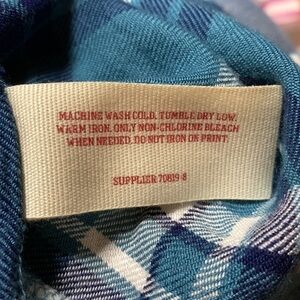 MACHINE WASH COLD. TUMBLE DRY LOW.
WARM IRON. ONLY NON-CHLORINE BLEACH
WHEN NEEDED. DO NOT IRON ON PRINT.
SUPPLIER 70819-8